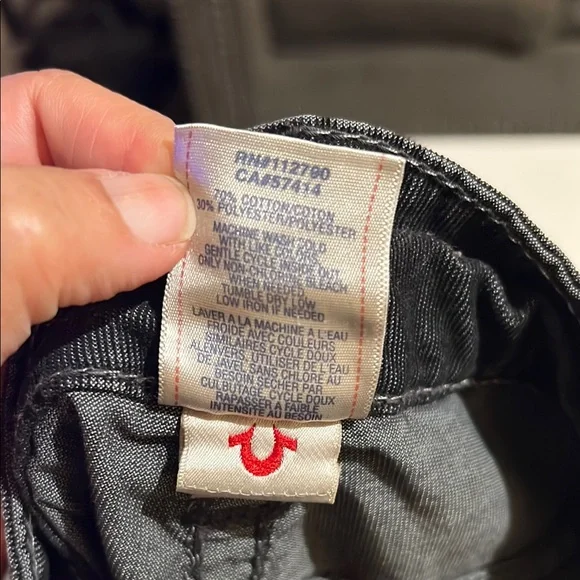 RN#112790
CA#57414
70% COTTON/COTON
30% POLYESTER/POLYESTER
MACHINE WASH COLD
WITH LIKE COLORS
GENTLE CYCLE INSIDE OUT
ONLY NON-CHLORINE BLEACH
WHEN NEEDED
TUMBLE DRY LOW
LOW IRON IF NEEDED
LAVER A LA MACHINE A L'EAU
FROIDE AVEC COULEURS
SIMILAIRES CYCLE DOUX
A L'ENVERS, UTILISER DE L'EAU
DE JAVEL SANS CHLORE AU
BESOIN SECHER PAR
CULBUTAGE CYCLE DOUX
RAPASSER A FAIBLE
INTENSITE AU BESOIN